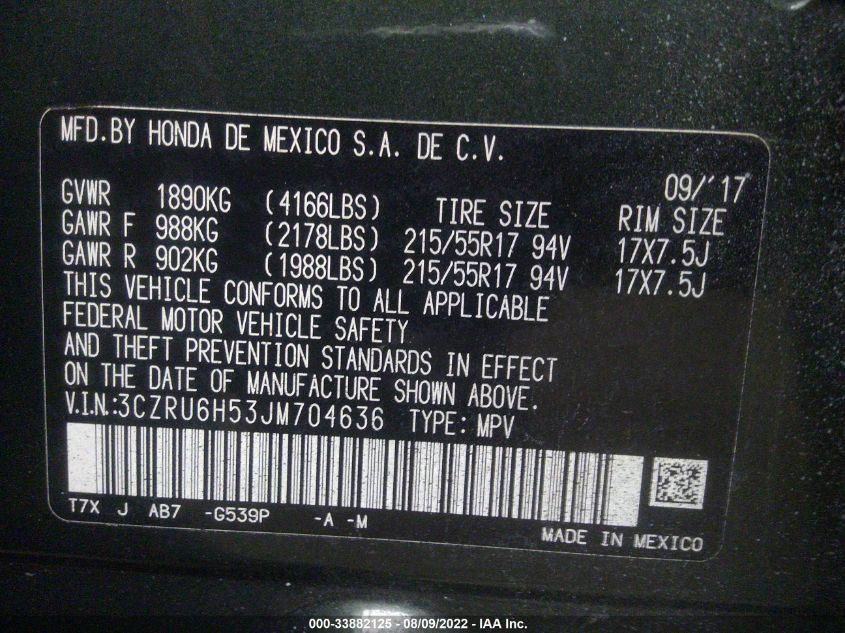 MFD.BY HONDA DE MEXICO S.A. DE C.V.
09/'17
GVWR 1890KG (4166LBS) TIRE SIZE RIM SIZE
GAWR F 988KG (2178LBS) 215/55R17 94V 17X7.5J
GAWR R 902KG (1988LBS) 215/55R17 94V 17X7.5J
THIS VEHICLE CONFORMS TO ALL APPLICABLE
FEDERAL MOTOR VEHICLE SAFETY
AND THEFT PREVENTION STANDARDS IN EFFECT
ON THE DATE OF MANUFACTURE SHOWN ABOVE.
V.I.N.:3CZRU6H53JM704636 TYPE: MPV
T7X J AB7 -G539P -A -M
MADE IN MEXICO
000-33882125 - 08/09/2022 - IAA Inc.